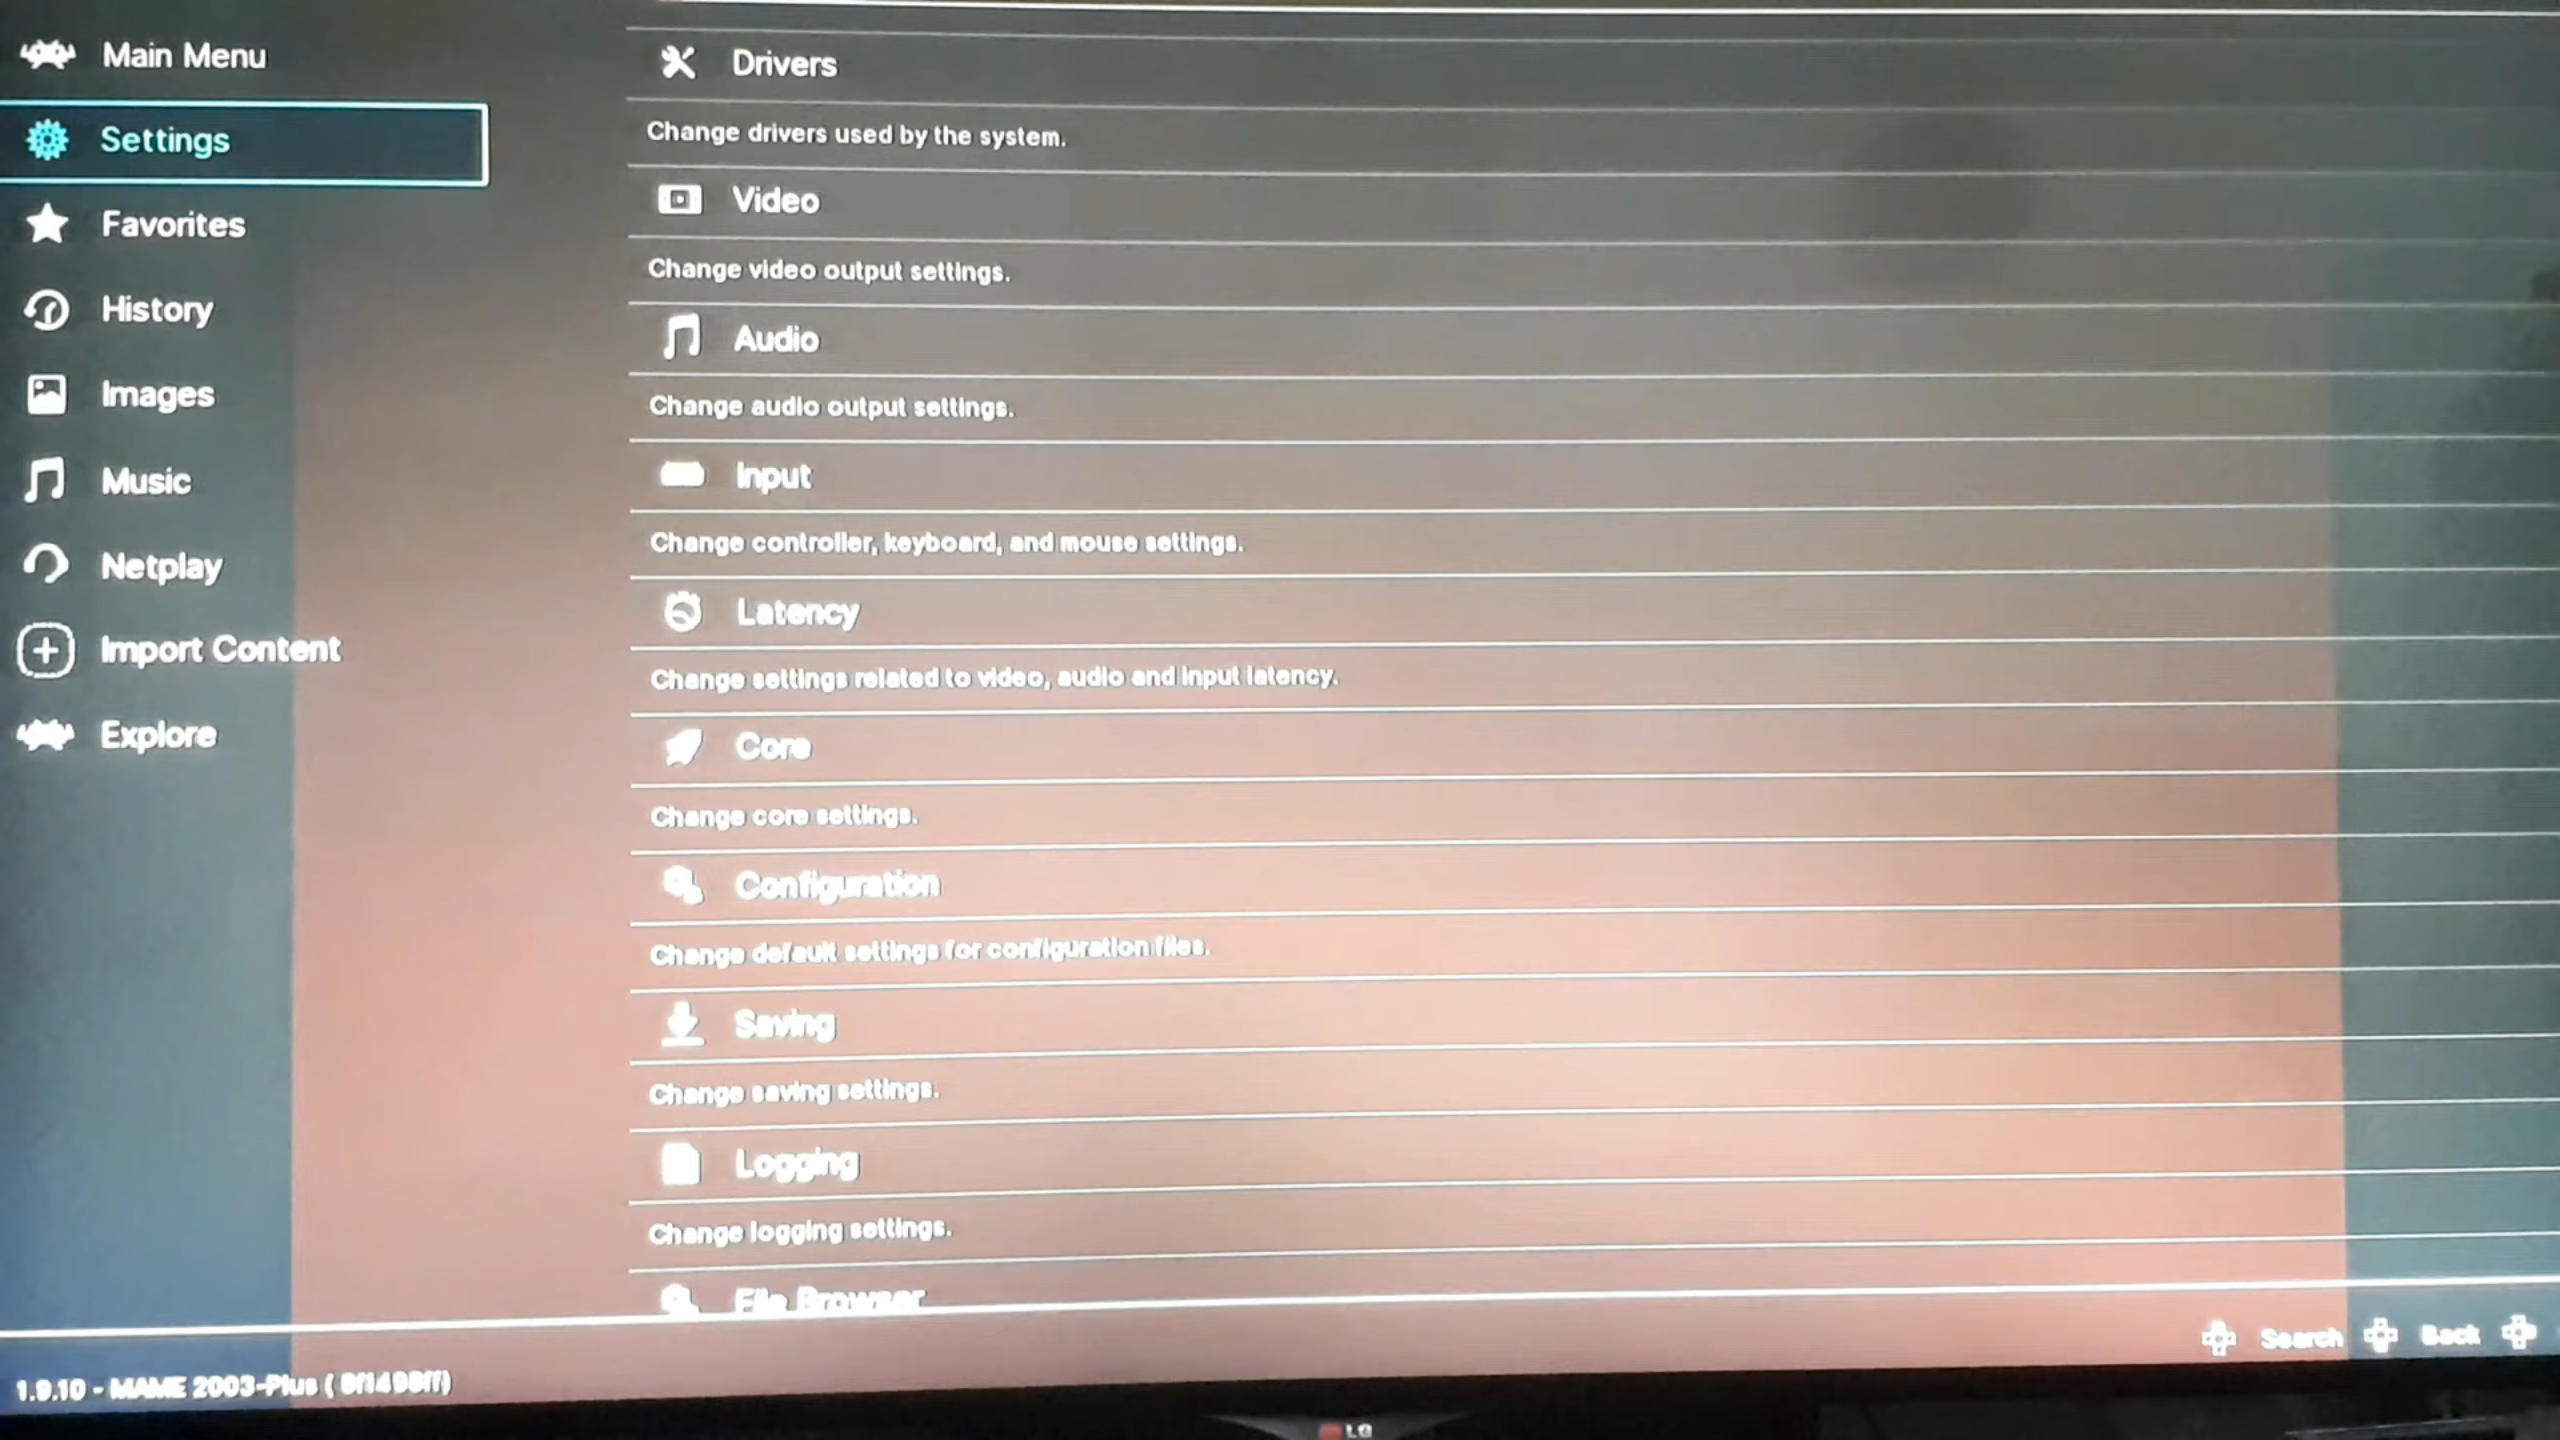 Main Menu
Settings
Favorites
History
Images
Music
Netplay
Import Content
Explore
Drivers
Change drivers used by the system.
Video
Change video output settings.
Audio
Change audio output settings.
Input
Change controller, keyboard, and mouse settings.
Latency
Change settings related to video, audio and input latency.
Core
Change core settings.
Configuration
Change default settings for configuration files.
Saving
Change saving settings.
Logging
Change logging settings.
File Browser
Search Back
1.9.10 - MAME 2003-Plus
LG